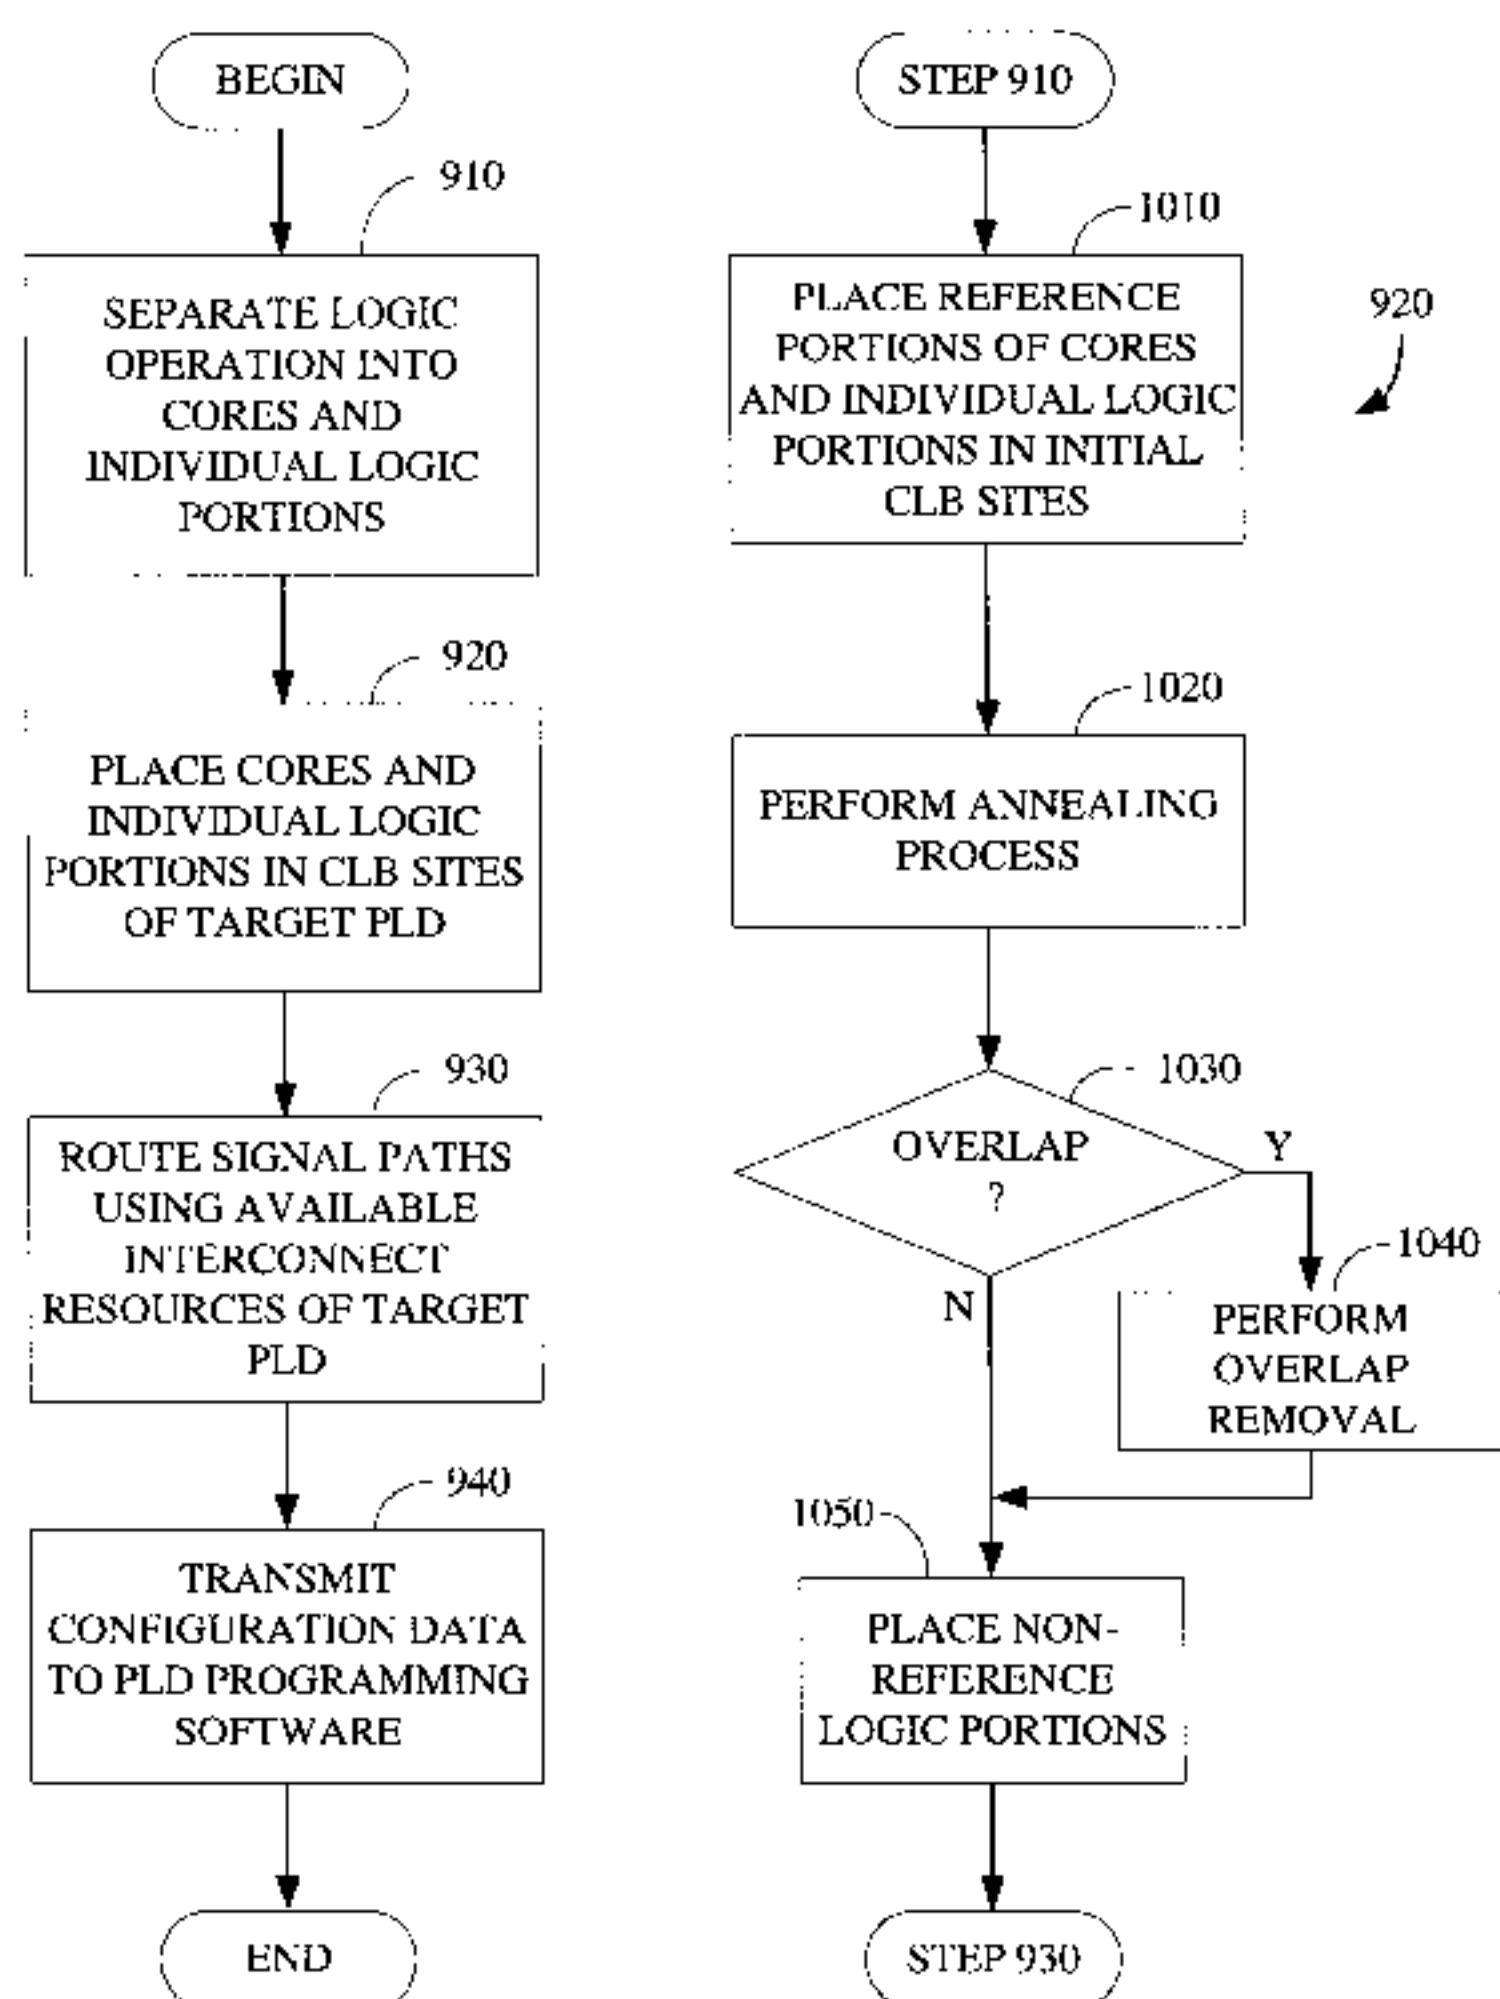 BEGIN
910
SEPARATE LOGIC
OPERATION INTO
CORES AND
INDIVIDUAL LOGIC
PORTIONS
920
PLACE CORES AND
INDIVIDUAL LOGIC
PORTIONS IN CLB SITES
OF TARGET PLD
930
ROUTE SIGNAL PATHS
USING AVAILABLE
INTERCONNECT
RESOURCES OF TARGET
PLD
940
TRANSMIT
CONFIGURATION DATA
TO PLD PROGRAMMING
SOFTWARE
END
STEP 910
1010
PLACE REFERENCE
PORTIONS OF CORES
AND INDIVIDUAL LOGIC
PORTIONS IN INITIAL
CLB SITES
920
1020
PERFORM ANNEALING
PROCESS
1030
OVERLAP
?
Y
N
1040
PERFORM
OVERLAP
REMOVAL
1050
PLACE NON-
REFERENCE
LOGIC PORTIONS
STEP 930